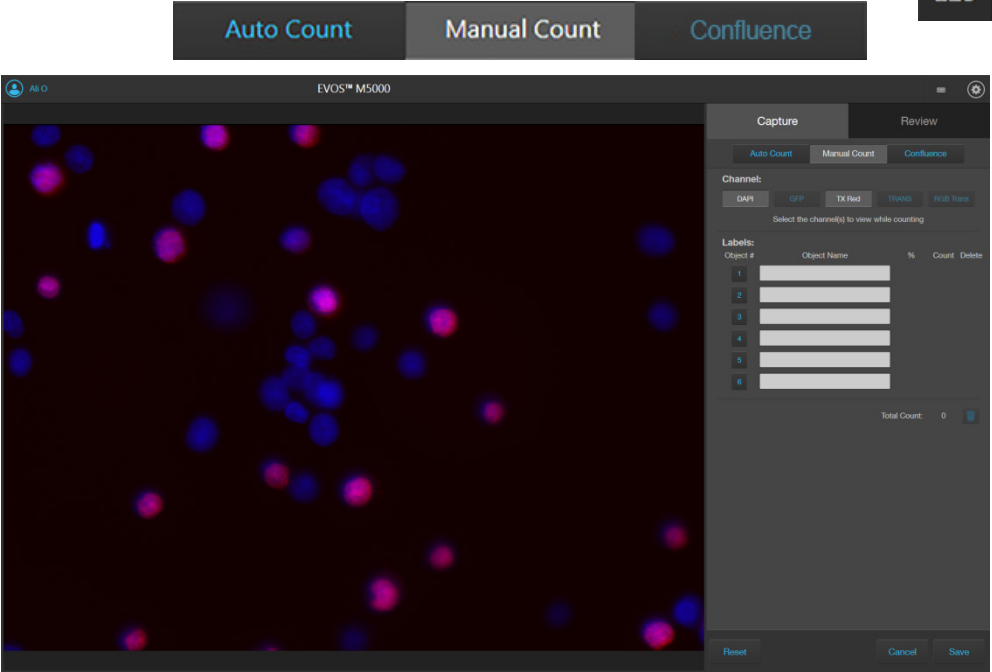 Auto Count Manual Count Confluence
Ali O EVOS™ M5000
Capture Review
Auto Count Manual Count Confluence
Channel:
DAPI GFP TX Red TRANS RGB Trans
Select the channel(s) to view while counting
Labels:
Object # Object Name % Count Delete
1
2
3
4
5
6
Total Count: 0
Reset Cancel Save